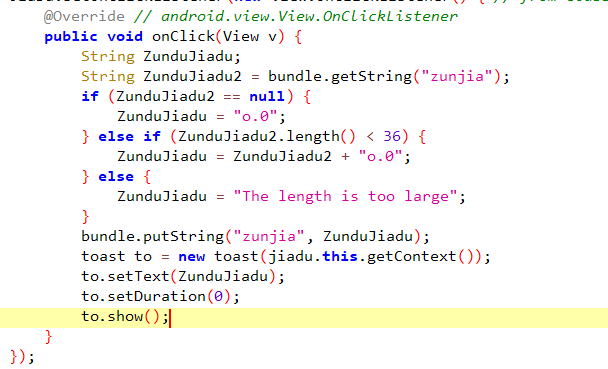 @Override // android.view.View.OnClickListener
public void onClick(View v) {
String ZunduJiadu;
String ZunduJiadu2 = bundle.getString("zunjia");
if (ZunduJiadu2 == null) {
ZunduJiadu = "o.0";
} else if (ZunduJiadu2.length() < 36) {
ZunduJiadu = ZunduJiadu2 + "o.0";
} else {
ZunduJiadu = "The length is too large";
}
bundle.putString("zunjia", ZunduJiadu);
toast to = new toast(jiadu.this.getContext());
to.setText(ZunduJiadu);
to.setDuration(0);
to.show();
}
});